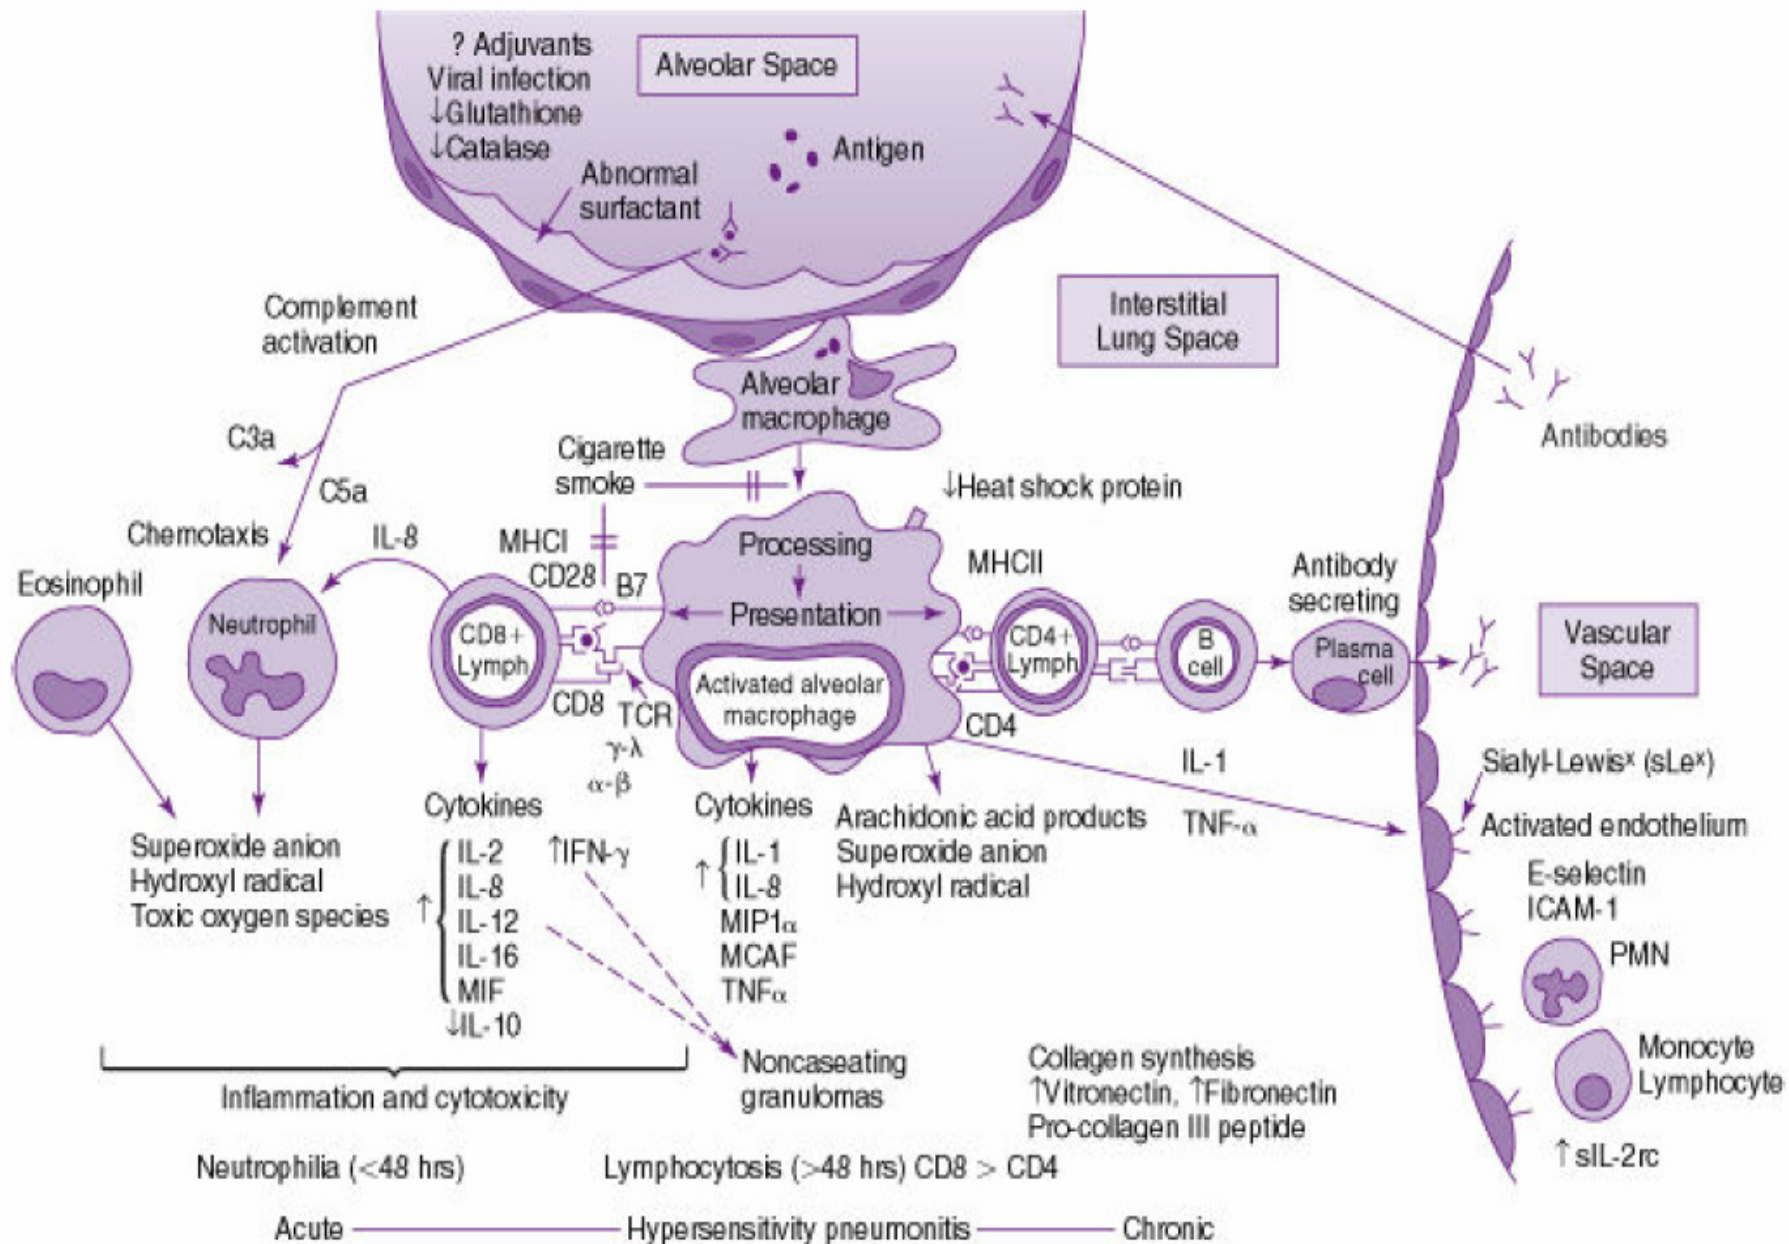 ? Adjuvants
Viral infection
↓Glutathione
↓Catalase
Alveolar Space
Antigen
Abnormal
surfactant
Complement
activation
Interstitial
Lung Space
Alveolar
macrophage
Antibodies
C3a
C5a
Cigarette
smoke
↓Heat shock protein
Chemotaxis
IL-8
MHCI
CD28
B7
Processing
Presentation
MHCII
Antibody
secreting
Eosinophil
Neutrophil
CD8+
Lymph
CD8
TCR
γ-λ
α-β
Activated alveolar
macrophage
CD4+
Lymph
CD4
B
cell
Plasma
cell
Vascular
Space
IL-1
TNF-α
Sialyl-Lewisˣ (sLeˣ)
Activated endothelium
E-selectin
ICAM-1
PMN
Monocyte
Lymphocyte
↑sIL-2rc
Superoxide anion
Hydroxyl radical
Toxic oxygen species
Cytokines
↑
IL-2
IL-8
IL-12
IL-16
MIF
↓IL-10
↑IFN-γ
Cytokines
↑
IL-1
IL-8
MIP1α
MCAF
TNFα
Arachidonic acid products
Superoxide anion
Hydroxyl radical
Inflammation and cytotoxicity
Noncaseating
granulomas
Collagen synthesis
↑Vitronectin, ↑Fibronectin
Pro-collagen III peptide
Neutrophilia (<48 hrs)
Lymphocytosis (>48 hrs) CD8 > CD4
Acute
Hypersensitivity pneumonitis
Chronic